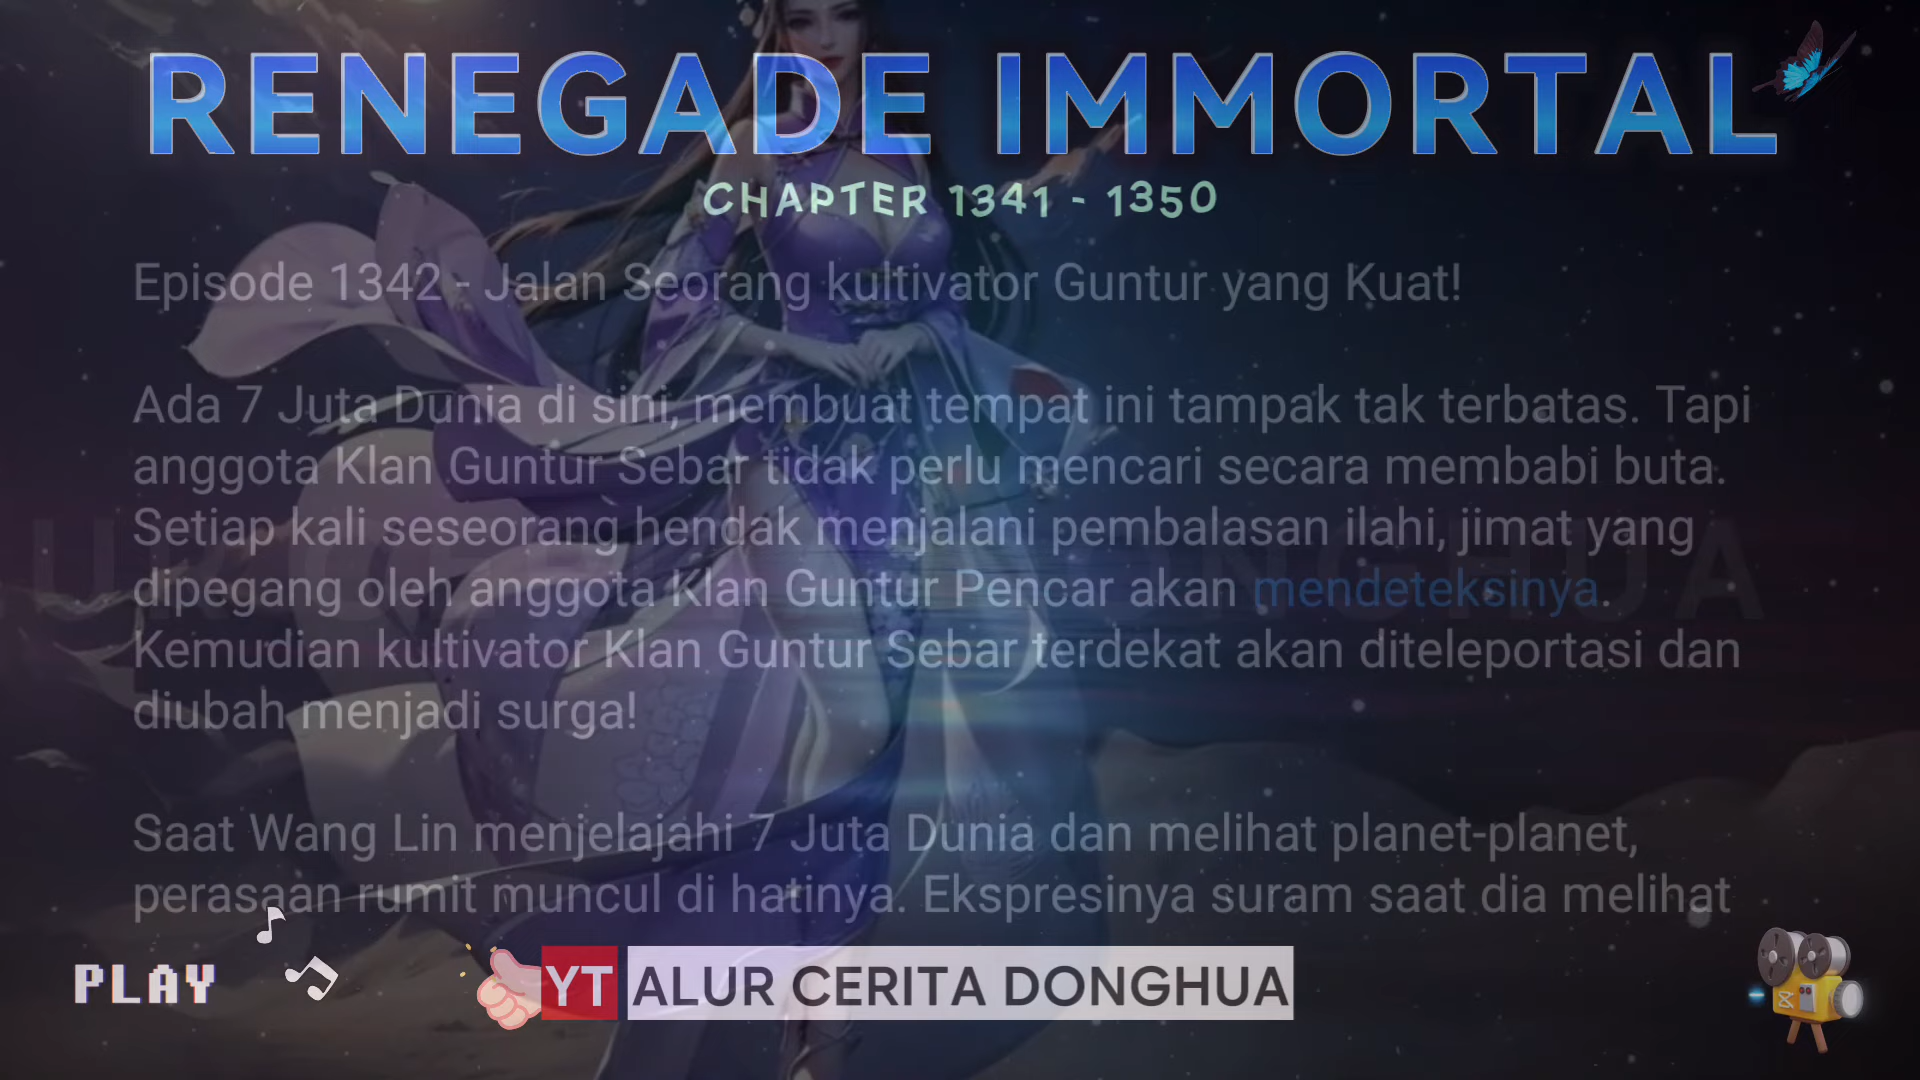 RENEGADE IMMORTAL
CHAPTER 1341 - 1350
Episode 1342 - Jalan Seorang kultivator Guntur yang Kuat!
Ada 7 Juta Dunia di sini, membuat tempat ini tampak tak terbatas. Tapi
anggota Klan Guntur Sebar tidak perlu mencari secara membabi buta.
Setiap kali seseorang hendak menjalani pembalasan ilahi, jimat yang
dipegang oleh anggota Klan Guntur Pencar akan mendeteksinya.
Kemudian kultivator Klan Guntur Sebar terdekat akan diteleportasi dan
diubah menjadi surga!
Saat Wang Lin menjelajahi 7 Juta Dunia dan melihat planet-planet,
perasaan rumit muncul di hatinya. Ekspresinya suram saat dia melihat
PLAY
YT ALUR CERITA DONGHUA